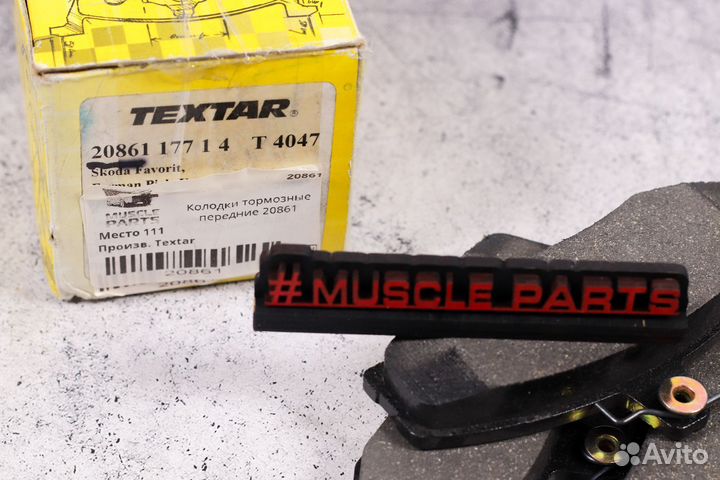 TEXTAR®
20861 177 1 4 T 4047
Skoda Favorit,
20861
MUSCLE
PARTS
Колодки тормозные
передние 20861
Место 111
Произв. Textar
20861
# MUSCLE PARTS
Avito